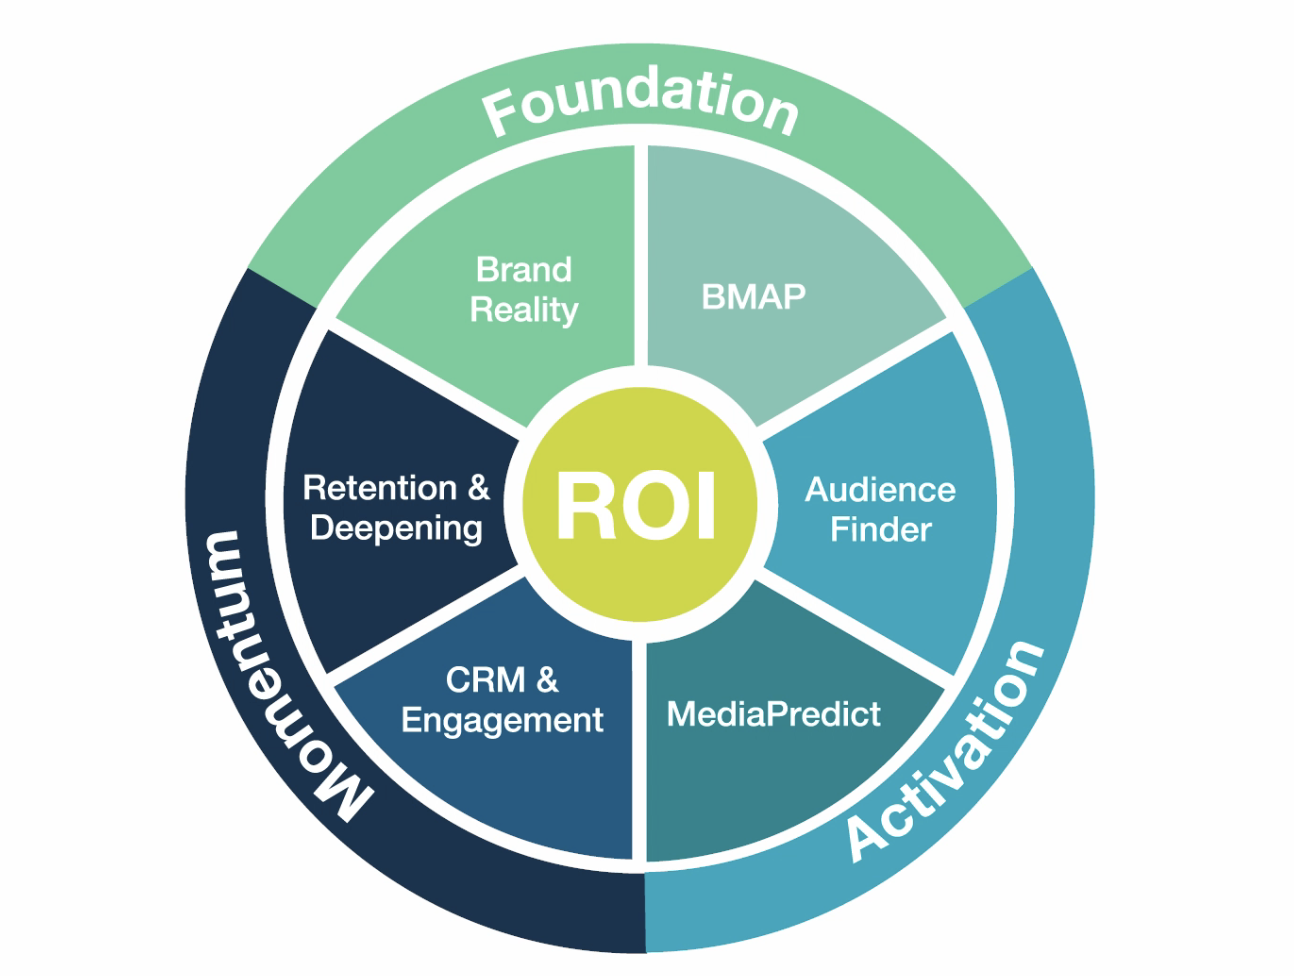 Foundation
Brand
Reality
BMAP
Retention &
Deepening
ROI
Audience
Finder
CRM &
Engagement
MediaPredict
Momentum
Activation